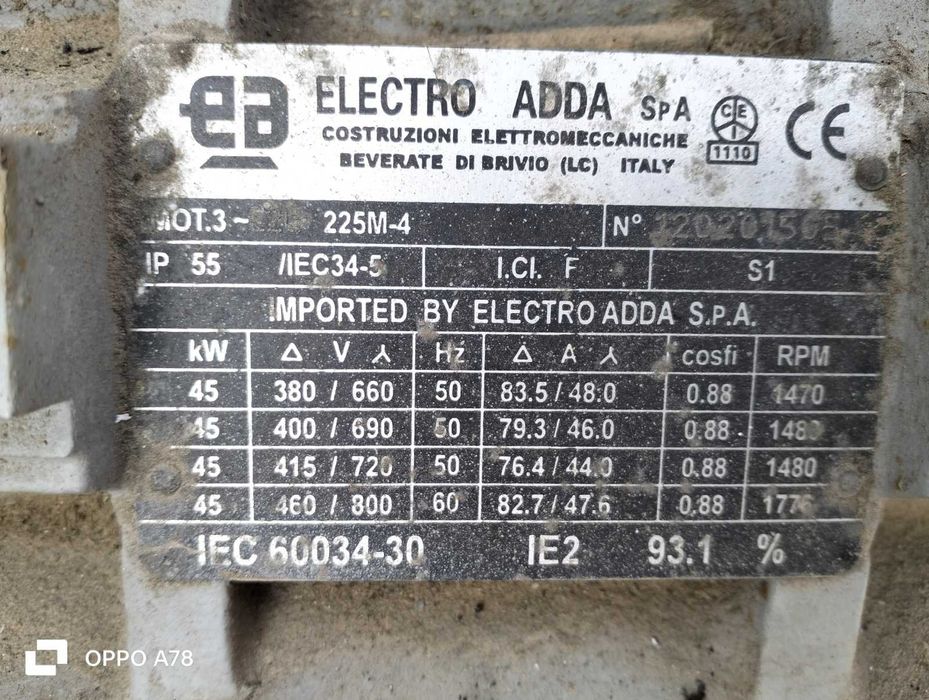 ea ELECTRO ADDA SpA
COSTRUZIONI ELETTROMECCANICHE
BEVERATE DI BRIVIO (LC) ITALY
CEI
1110
CE
MOT.3~ 225M-4 N°
IP 55 /IEC34-5 I.Cl. F S1
IMPORTED BY ELECTRO ADDA S.P.A.
kW Δ V ⅄ Hz Δ A ⅄ cosfi RPM
45 380 / 660 50 83.5 / 48.0 0.88 1470
45 400 / 690 50 79.3 / 46.0 0.88 1480
45 415 / 720 50 76.4 / 44.0 0.88 1480
45 460 / 800 60 82.7 / 47.6 0.88 1776
IEC 60034-30 IE2 93.1 %
OPPO A78